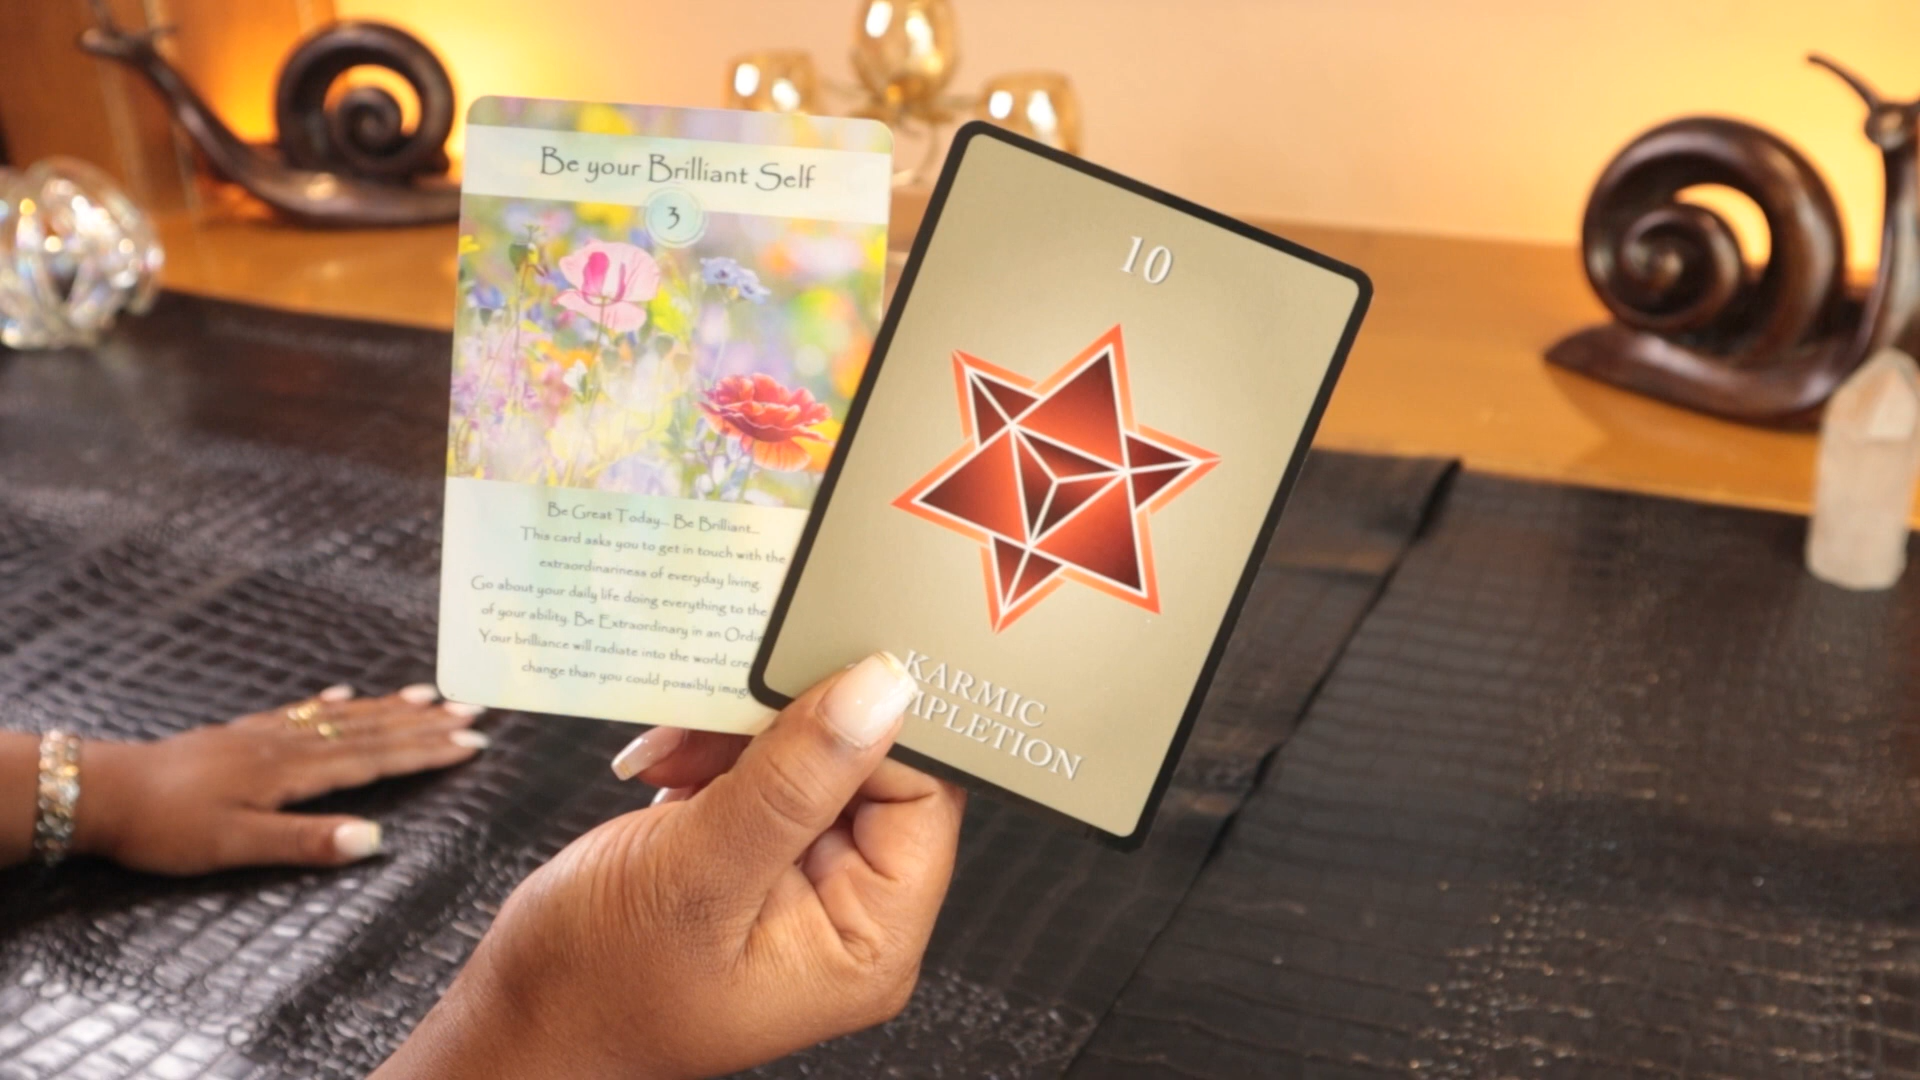 Be your Brilliant Self
3
Be Great Today... Be Brilliant...
This card asks you to get in touch with the
extraordinariness of everyday living.
Go about your daily life doing everything to the
of your ability. Be Extraordinary in an
Your brilliance will radiate into the world
change than you could possibly
10
KARMIC